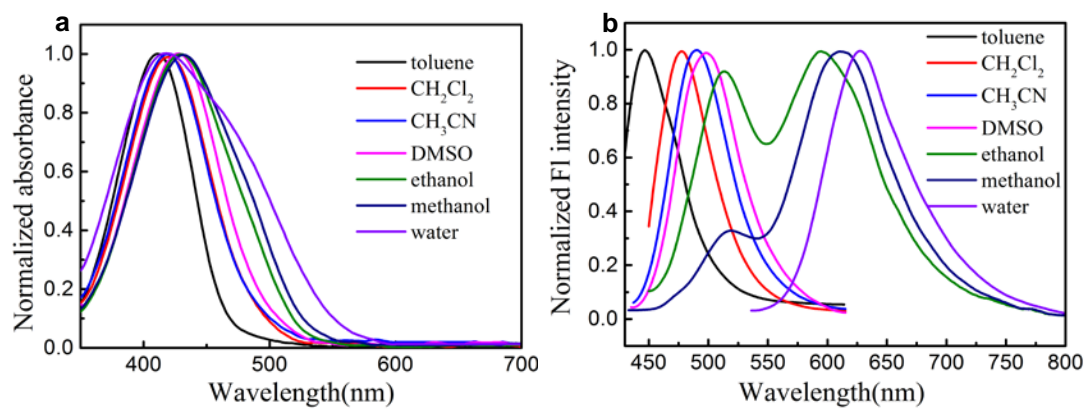 a
Normalized absorbance
1.0
0.8
0.6
0.4
0.2
0.0
toluene
CH₂Cl₂
CH₃CN
DMSO
ethanol
methanol
water
400
500
600
700
Wavelength(nm)
b
Normalized Fl intensity
1.0
0.8
0.6
0.4
0.2
0.0
toluene
CH₂Cl₂
CH₃CN
DMSO
ethanol
methanol
water
450
500
550
600
650
700
750
800
Wavelength(nm)